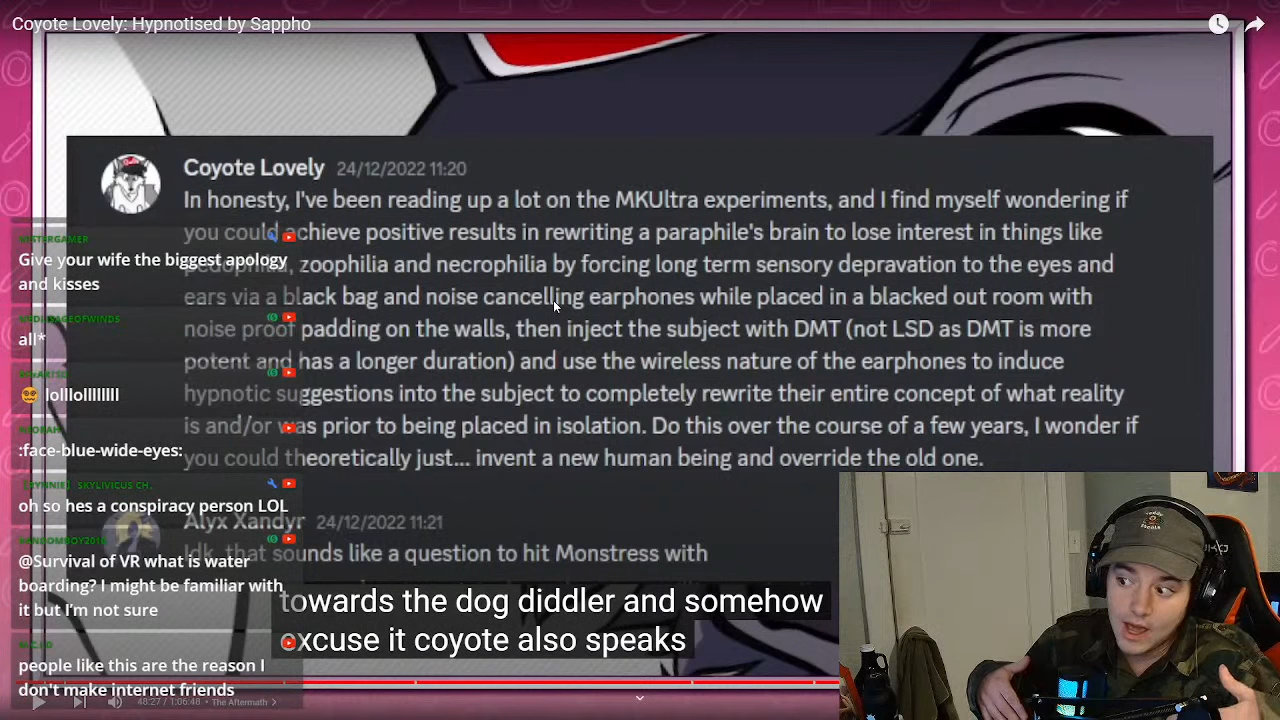 Coyote Lovely: Hypnotised by Sappho
Coyote Lovely 24/12/2022 11:20
In honesty, I've been reading up a lot on the MKUltra experiments, and I find myself wondering if
you could achieve positive results in rewriting a paraphile's brain to lose interest in things like
zoophilia and necrophilia by forcing long term sensory depravation to the eyes and
ears via a black bag and noise cancelling earphones while placed in a blacked out room with
noise proof padding on the walls, then inject the subject with DMT (not LSD as DMT is more
potent and has a longer duration) and use the wireless nature of the earphones to induce
hypnotic suggestions into the subject to completely rewrite their entire concept of what reality
is and/or was prior to being placed in isolation. Do this over the course of a few years, I wonder if
you could theoretically just... invent a new human being and override the old one.
Alyx Xandyr 24/12/2022 11:21
Idk, that sounds like a question to hit Monstress with
towards the dog diddler and somehow
excuse it coyote also speaks
Give your wife the biggest apology
and kisses
all*
lolllollllllll
:face-blue-wide-eyes:
SKYLIVICUS CH.
oh so hes a conspiracy person LOL
@Survival of VR what is water
boarding? I might be familiar with
it but I'm not sure
people like this are the reason I
don't make internet friends
48:27 / 1:06:48 • The Aftermath >